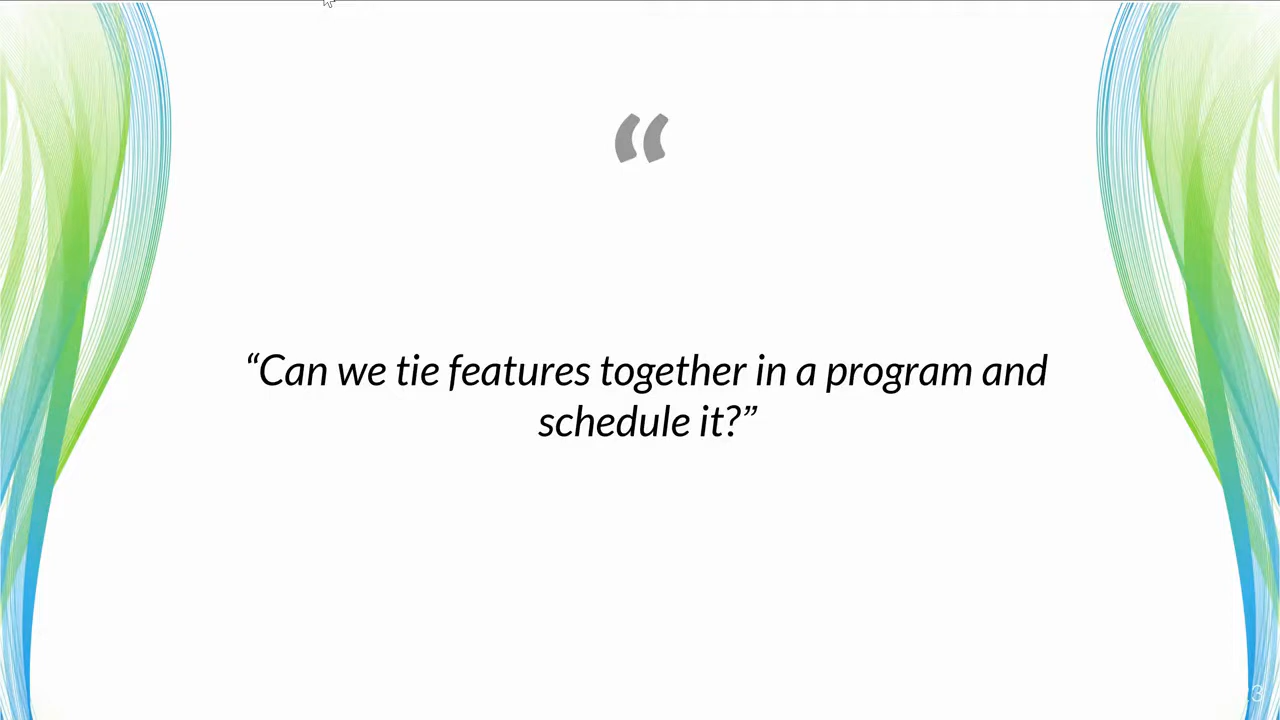 “
“Can we tie features together in a program and
schedule it?”